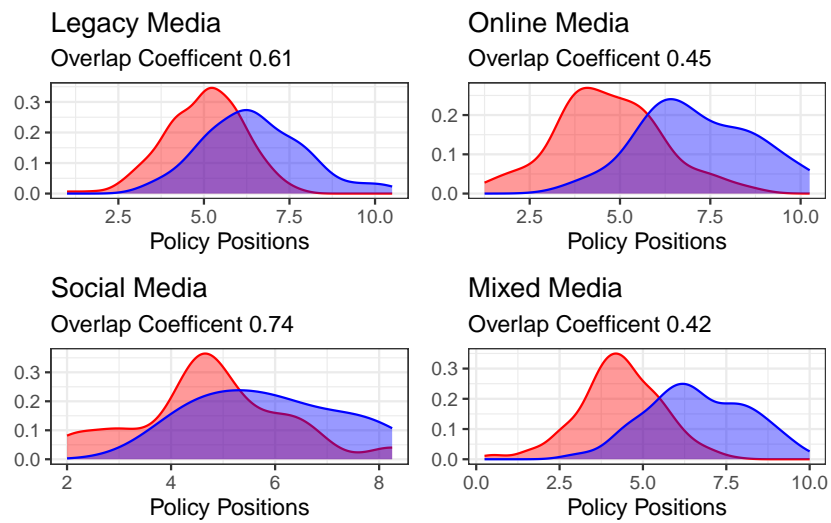 Legacy Media
Overlap Coefficent 0.61
0.3
0.2
0.1
0.0
2.5 5.0 7.5 10.0
Policy Positions
Online Media
Overlap Coefficent 0.45
0.2
0.1
0.0
2.5 5.0 7.5 10.0
Policy Positions
Social Media
Overlap Coefficent 0.74
0.3
0.2
0.1
0.0
2 4 6 8
Policy Positions
Mixed Media
Overlap Coefficent 0.42
0.3
0.2
0.1
0.0
0.0 2.5 5.0 7.5 10.0
Policy Positions